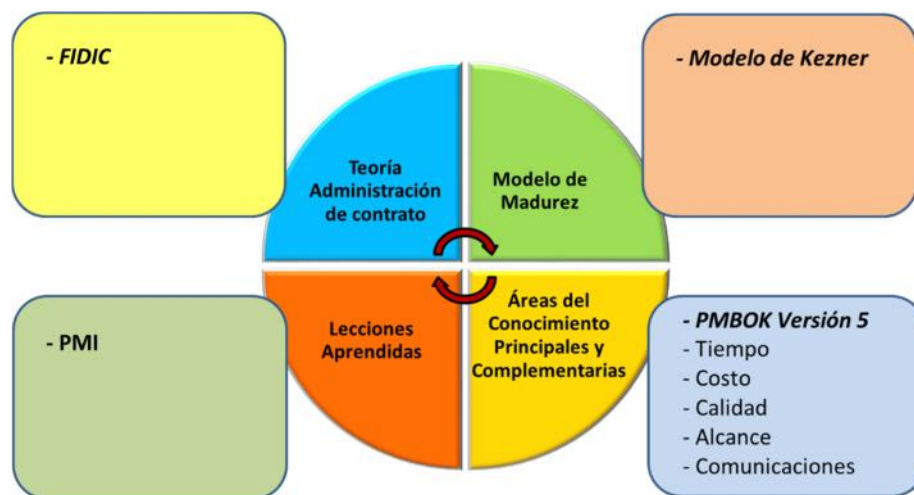 - FIDIC
- Modelo de Kezner
Teoría
Administración
de contrato
Modelo de
Madurez
Lecciones
Aprendidas
Áreas del
Conocimiento
Principales y
Complementarias
- PMI
- PMBOK Versión 5
- Tiempo
- Costo
- Calidad
- Alcance
- Comunicaciones